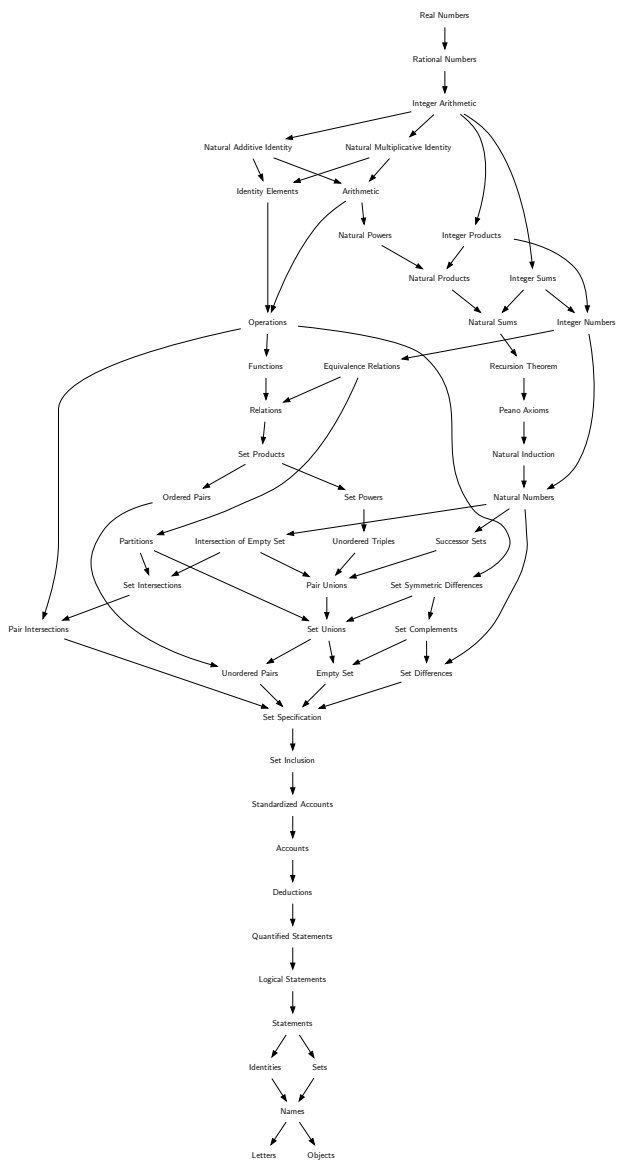 Real Numbers
Rational Numbers
Integer Arithmetic
Natural Additive Identity
Natural Multiplicative Identity
Identity Elements
Arithmetic
Natural Powers
Integer Products
Natural Products
Integer Sums
Operations
Natural Sums
Integer Numbers
Functions
Equivalence Relations
Recursion Theorem
Relations
Peano Axioms
Set Products
Natural Induction
Ordered Pairs
Set Powers
Natural Numbers
Partitions
Intersection of Empty Set
Unordered Triples
Successor Sets
Set Intersections
Pair Unions
Set Symmetric Differences
Pair Intersections
Set Unions
Set Complements
Unordered Pairs
Empty Set
Set Differences
Set Specification
Set Inclusion
Standardized Accounts
Accounts
Deductions
Quantified Statements
Logical Statements
Statements
Identities
Sets
Names
Letters
Objects